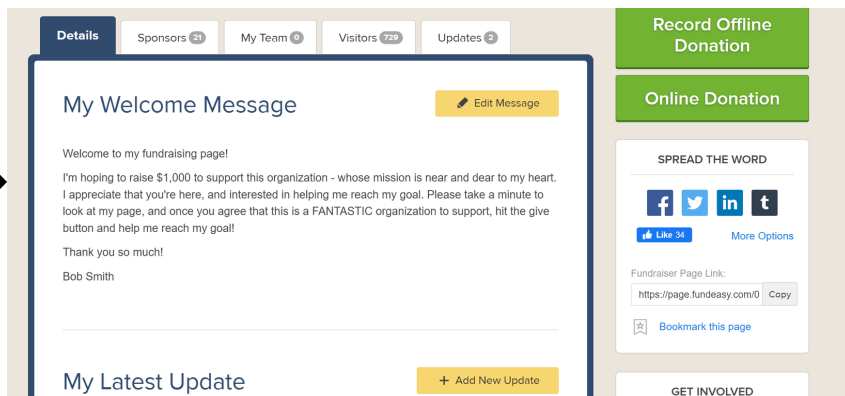 Details
Sponsors 21
My Team 0
Visitors 729
Updates 2
Record Offline
Donation
Online Donation
My Welcome Message
Edit Message
Welcome to my fundraising page!
I'm hoping to raise $1,000 to support this organization - whose mission is near and dear to my heart.
I appreciate that you're here, and interested in helping me reach my goal. Please take a minute to
look at my page, and once you agree that this is a FANTASTIC organization to support, hit the give
button and help me reach my goal!
Thank you so much!
Bob Smith
My Latest Update
+ Add New Update
SPREAD THE WORD
f
in
t
Like 34
More Options
Fundraiser Page Link:
https://page.fundeasy.com/0
Copy
Bookmark this page
GET INVOLVED